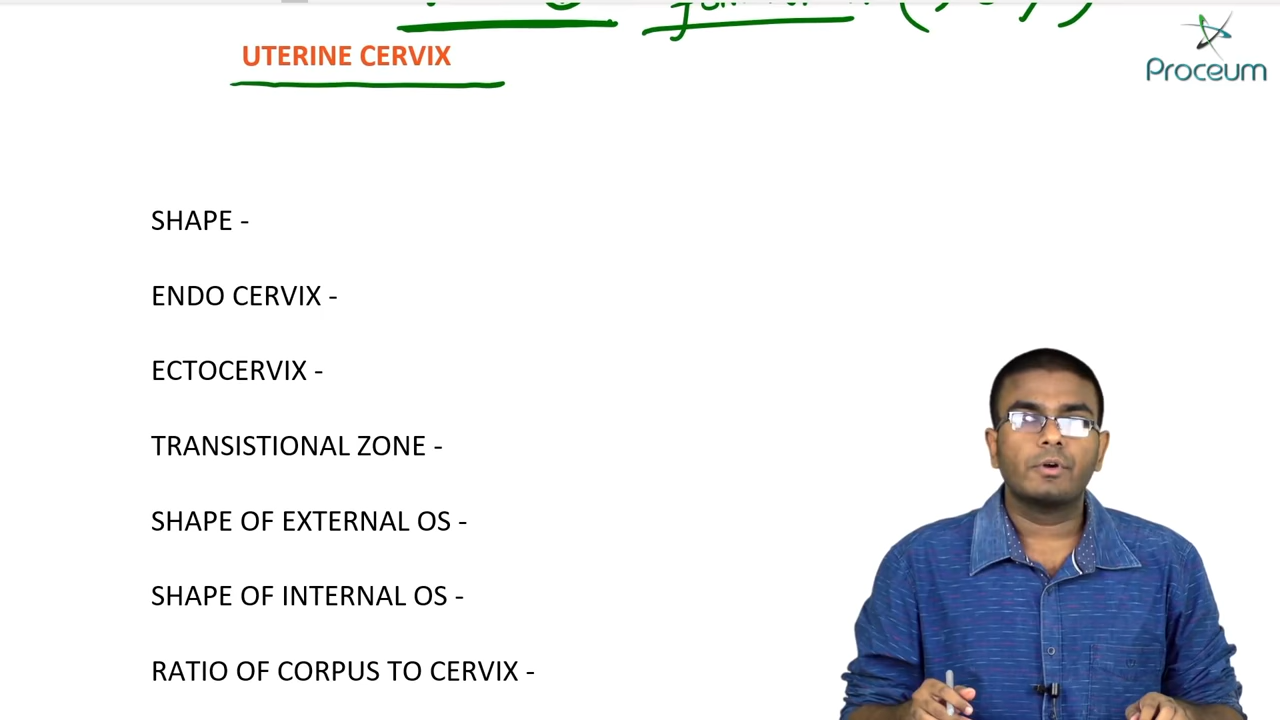 Proceum
UTERINE CERVIX
SHAPE -
ENDO CERVIX -
ECTOCERVIX -
TRANSISTIONAL ZONE -
SHAPE OF EXTERNAL OS -
SHAPE OF INTERNAL OS -
RATIO OF CORPUS TO CERVIX -